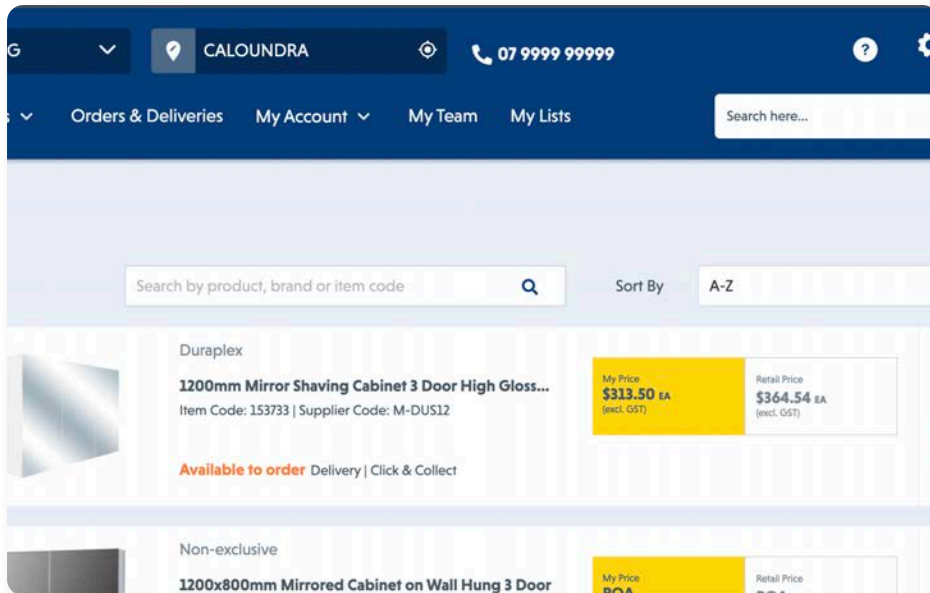 G
CALOUNDRA
07 9999 99999
?
Orders & Deliveries My Account My Team My Lists
Search here...
Search by product, brand or item code
Sort By
A-Z
Duraplex
1200mm Mirror Shaving Cabinet 3 Door High Gloss...
Item Code: 153733 | Supplier Code: M-DUS12
Available to order Delivery | Click & Collect
My Price
$313.50 EA
(excl. GST)
Retail Price
$364.54 EA
(excl. GST)
Non-exclusive
1200x800mm Mirrored Cabinet on Wall Hung 3 Door
My Price
POA
Retail Price
POA